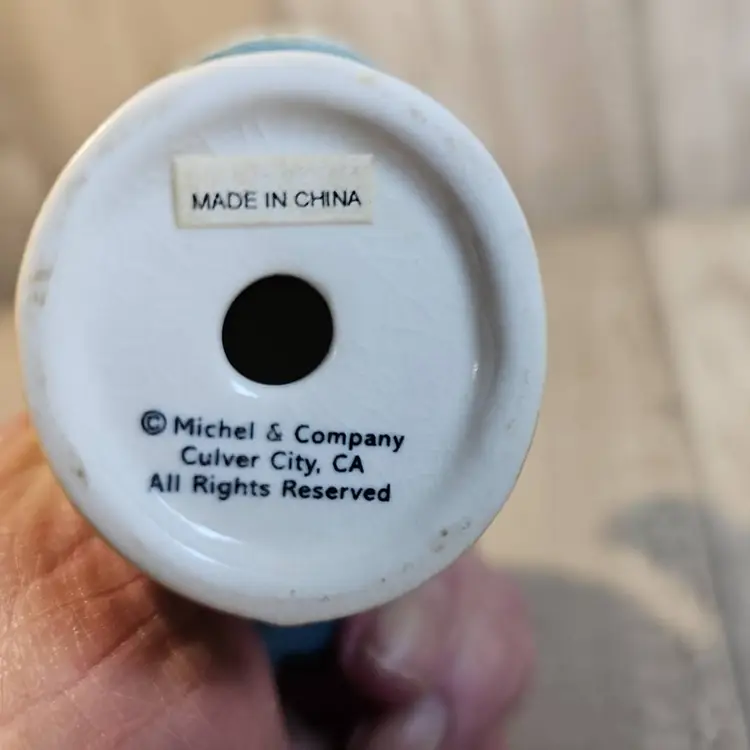 MADE IN CHINA
© Michel & Company
Culver City, CA
All Rights Reserved